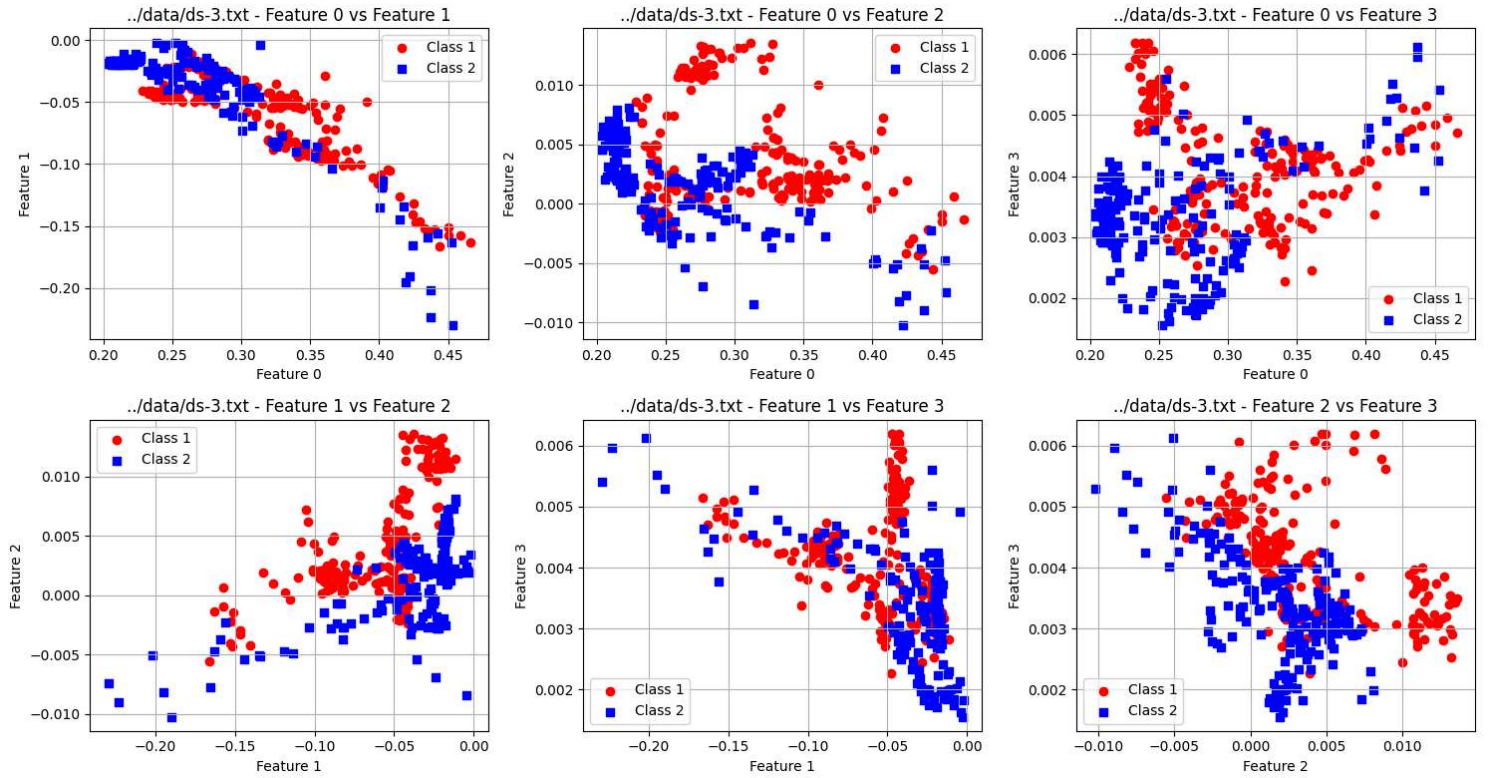 ../data/ds-3.txt - Feature 0 vs Feature 1
0.00
−0.05
−0.10
−0.15
−0.20
Feature 1
Class 1
Class 2
0.20 0.25 0.30 0.35 0.40 0.45
Feature 0
../data/ds-3.txt - Feature 0 vs Feature 2
0.010
0.005
0.000
−0.005
−0.010
Feature 2
Class 1
Class 2
0.20 0.25 0.30 0.35 0.40 0.45
Feature 0
../data/ds-3.txt - Feature 0 vs Feature 3
0.006
0.005
0.004
0.003
0.002
Feature 3
Class 1
Class 2
0.20 0.25 0.30 0.35 0.40 0.45
Feature 0
../data/ds-3.txt - Feature 1 vs Feature 2
0.010
0.005
0.000
−0.005
−0.010
Feature 2
Class 1
Class 2
−0.20 −0.15 −0.10 −0.05 0.00
Feature 1
../data/ds-3.txt - Feature 1 vs Feature 3
0.006
0.005
0.004
0.003
0.002
Feature 3
Class 1
Class 2
−0.20 −0.15 −0.10 −0.05 0.00
Feature 1
../data/ds-3.txt - Feature 2 vs Feature 3
0.006
0.005
0.004
0.003
0.002
Feature 3
Class 1
Class 2
−0.010 −0.005 0.000 0.005 0.010
Feature 2